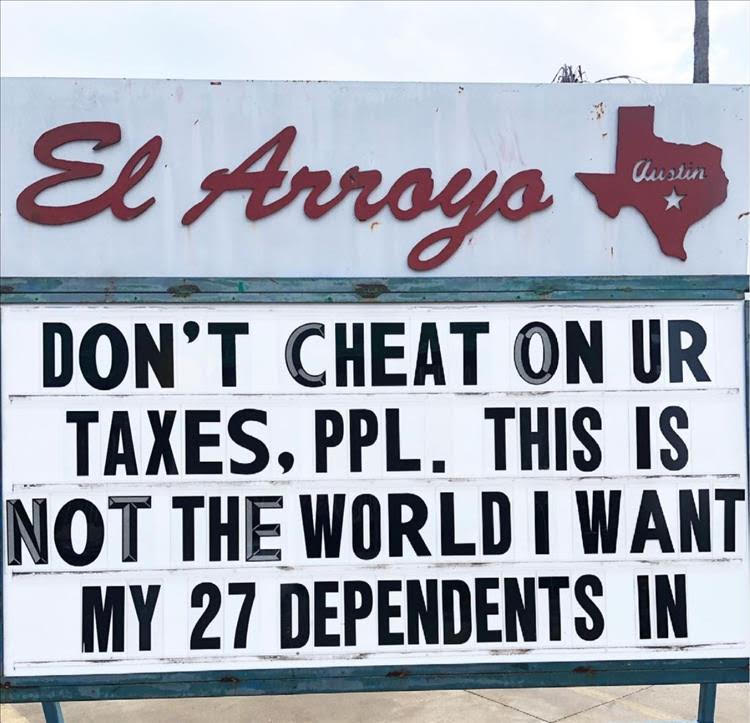 El Arroyo
Austin
DON'T CHEAT ON UR
TAXES, PPL. THIS IS
NOT THE WORLD I WANT
MY 27 DEPENDENTS IN